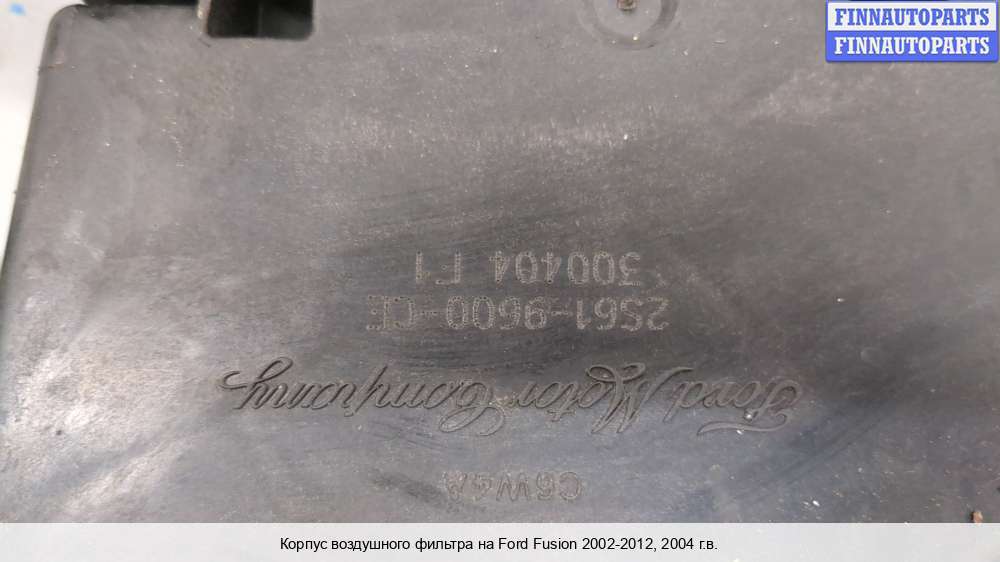 FINNAUTOPARTS
FINNAUTOPARTS
C6W4A
Ford Motor Company
2S61-9600-CE
300404 F1
Корпус воздушного фильтра на Ford Fusion 2002-2012, 2004 г.в.